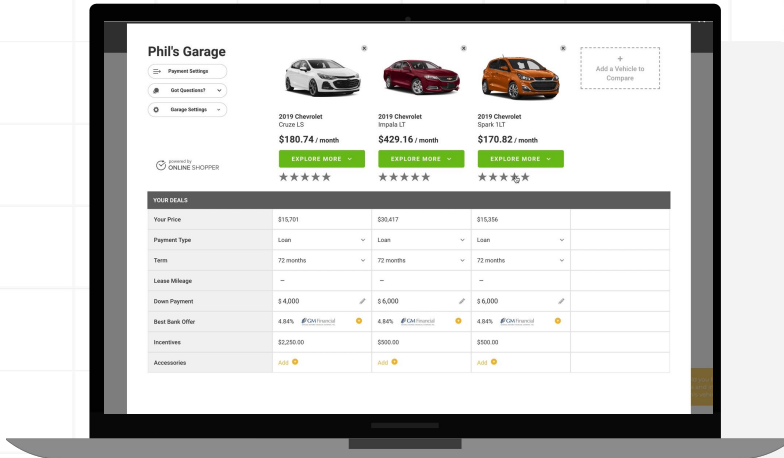 Phil's Garage
Payment Settings
Got Questions?
Garage Settings
powered by
ONLINE SHOPPER
2019 Chevrolet
Cruze LS
$180.74 / month
EXPLORE MORE
2019 Chevrolet
Impala LT
$429.16 / month
EXPLORE MORE
2019 Chevrolet
Spark 1LT
$170.82 / month
EXPLORE MORE
+
Add a Vehicle to
Compare
YOUR DEALS
Your Price $15,701 $30,417 $15,356
Payment Type Loan Loan Loan
Term 72 months 72 months 72 months
Lease Mileage – – –
Down Payment $ 4,000 $ 6,000 $ 6,000
Best Bank Offer 4.84% GM Financial 4.84% GM Financial 4.84% GM Financial
Incentives $2,250.00 $500.00 $500.00
Accessories Add Add Add